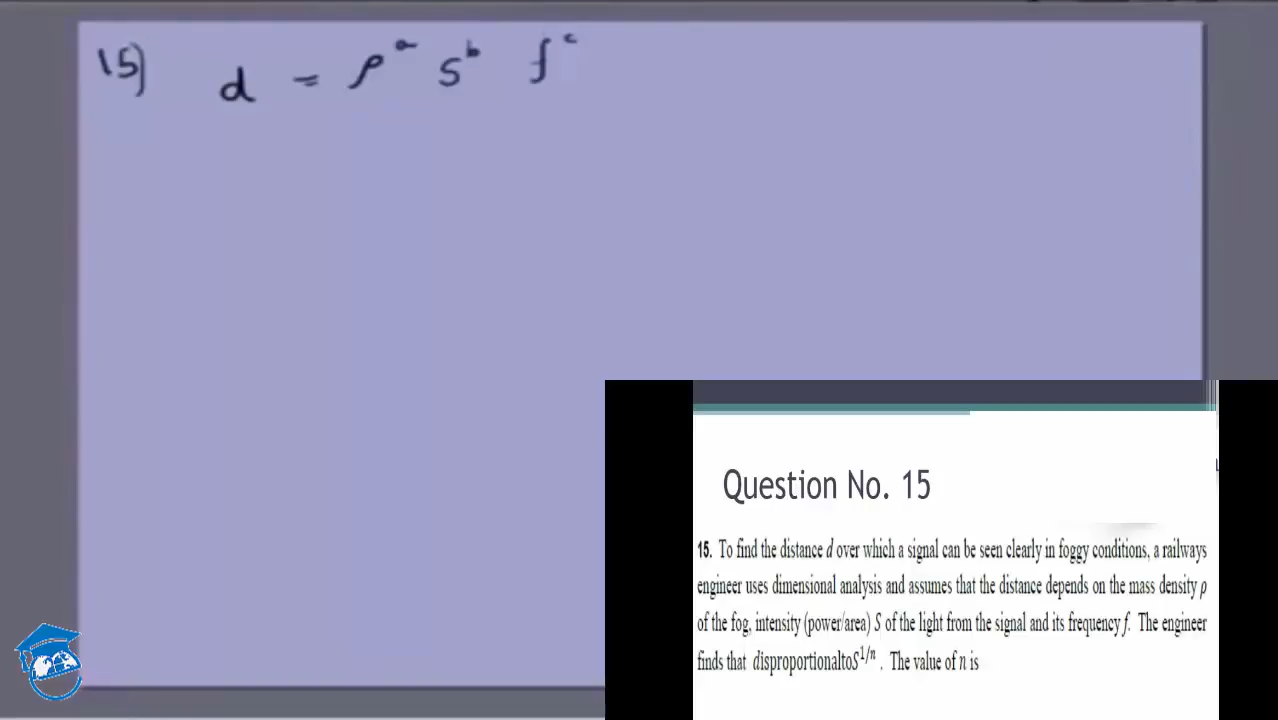 15) d = ρ^a S^b f^c
Question No. 15
15. To find the distance d over which a signal can be seen clearly in foggy conditions, a railways
engineer uses dimensional analysis and assumes that the distance depends on the mass density ρ
of the fog, intensity (power/area) S of the light from the signal and its frequency f. The engineer
finds that disproportionaltoS^1/n . The value of n is